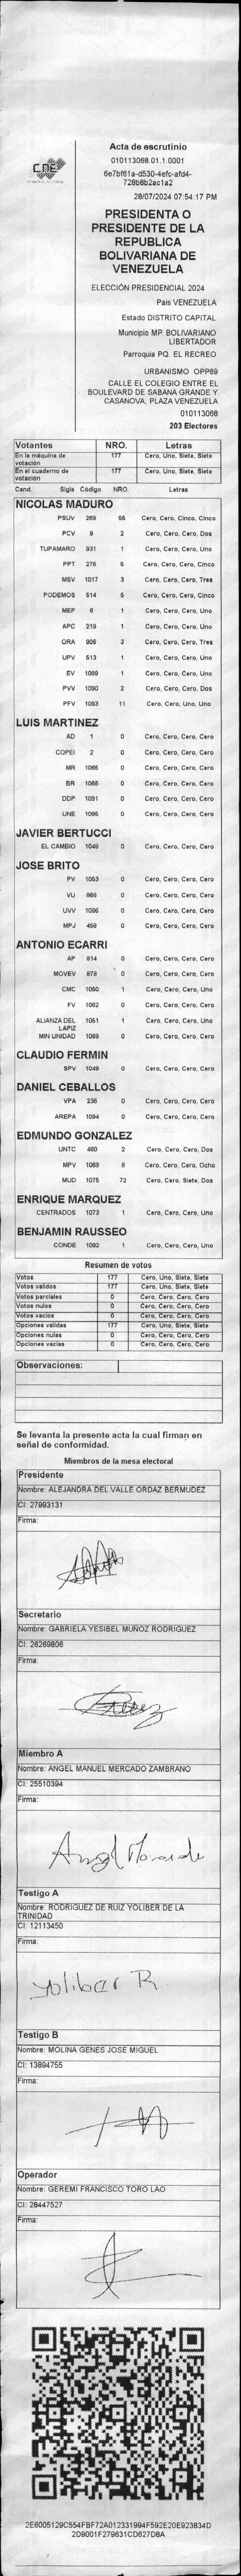 CNE
Acta de escrutinio
010113068.01.1.0001
6e7bf61a-d530-4efc-afd4-
728b8b2ac1a2
28/07/2024 07:54:17 PM
PRESIDENTA O
PRESIDENTE DE LA
REPUBLICA
BOLIVARIANA DE
VENEZUELA
ELECCIÓN PRESIDENCIAL 2024
Pais VENEZUELA
Estado DISTRITO CAPITAL
Municipio MP. BOLIVARIANO
LIBERTADOR
Parroquia PQ. EL RECREO
URBANISMO OPP69
CALLE EL COLEGIO ENTRE EL
BOULEVARD DE SABANA GRANDE Y
CASANOVA. PLAZA VENEZUELA
010113068
203 Electores
Votantes NRO. Letras
En la máquina de votación 177 Cero, Uno, Siete, Siete
En el cuaderno de votación 177 Cero, Uno, Siete, Siete
Cand. Sigla Código NRO. Letras
NICOLAS MADURO
PSUV 269 55 Cero, Cero, Cinco, Cinco
PCV 9 2 Cero, Cero, Cero, Dos
TUPAMARO 931 1 Cero, Cero, Cero, Uno
PPT 276 5 Cero, Cero, Cero, Cinco
MSV 1017 3 Cero, Cero, Cero, Tres
PODEMOS 514 5 Cero, Cero, Cero, Cinco
MEP 6 1 Cero, Cero, Cero, Uno
APC 219 1 Cero, Cero, Cero, Uno
ORA 906 3 Cero, Cero, Cero, Tres
UPV 513 1 Cero, Cero, Cero, Uno
EV 1089 1 Cero, Cero, Cero, Uno
PVV 1090 2 Cero, Cero, Cero, Dos
PFV 1093 11 Cero, Cero, Uno, Uno
LUIS MARTINEZ
AD 1 0 Cero, Cero, Cero, Cero
COPEI 2 0 Cero, Cero, Cero, Cero
MR 1065 0 Cero, Cero, Cero, Cero
BR 1066 0 Cero, Cero, Cero, Cero
DDP 1091 0 Cero, Cero, Cero, Cero
UNE 1095 0 Cero, Cero, Cero, Cero
JAVIER BERTUCCI
EL CAMBIO 1048 0 Cero, Cero, Cero, Cero
JOSE BRITO
PV 1053 0 Cero, Cero, Cero, Cero
VU 868 0 Cero, Cero, Cero, Cero
UVV 1096 0 Cero, Cero, Cero, Cero
MPJ 458 0 Cero, Cero, Cero, Cero
ANTONIO ECARRI
AP 814 0 Cero, Cero, Cero, Cero
MOVEV 878 0 Cero, Cero, Cero, Cero
CMC 1050 1 Cero, Cero, Cero, Uno
FV 1062 0 Cero, Cero, Cero, Cero
ALIANZA DEL LAPIZ 1051 1 Cero, Cero, Cero, Uno
MIN UNIDAD 1068 0 Cero, Cero, Cero, Cero
CLAUDIO FERMIN
SPV 1049 0 Cero, Cero, Cero, Cero
DANIEL CEBALLOS
VPA 236 0 Cero, Cero, Cero, Cero
AREPA 1094 0 Cero, Cero, Cero, Cero
EDMUNDO GONZALEZ
UNTC 460 2 Cero, Cero, Cero, Dos
MPV 1069 8 Cero, Cero, Cero, Ocho
MUD 1075 72 Cero, Cero, Siete, Dos
ENRIQUE MARQUEZ
CENTRADOS 1073 1 Cero, Cero, Cero, Uno
BENJAMIN RAUSSEO
CONDE 1092 1 Cero, Cero, Cero, Uno
Resumen de votos
Votos 177 Cero, Uno, Siete, Siete
Votos validos 177 Cero, Uno, Siete, Siete
Votos parciales 0 Cero, Cero, Cero, Cero
Votos nulos 0 Cero, Cero, Cero, Cero
Votos vacios 0 Cero, Cero, Cero, Cero
Opciones validas 177 Cero, Uno, Siete, Siete
Opciones nulas 0 Cero, Cero, Cero, Cero
Opciones vacias 0 Cero, Cero, Cero, Cero
Observaciones:
Se levanta la presente acta la cual firman en
señal de conformidad.
Miembros de la mesa electoral
Presidente
Nombre: ALEJANDRA DEL VALLE ORDAZ BERMUDEZ
CI: 27993131
Firma:
Secretario
Nombre: GABRIELA YESIBEL MUÑOZ RODRIGUEZ
CI: 26269806
Firma:
Miembro A
Nombre: ANGEL MANUEL MERCADO ZAMBRANO
CI: 25510394
Firma:
Angel
Testigo A
Nombre: RODRIGUEZ DE RUIZ YOLIBER DE LA
TRINIDAD
CI: 12113450
Firma:
Yoliber R
Testigo B
Nombre: MOLINA GENES JOSE MIGUEL
CI: 13894755
Firma:
Operador
Nombre: GEREMI FRANCISCO TORO LAO
CI: 28447527
Firma:
2E6005129C554FBF72A012331994F592E20E923834D
2D9001F279631CD627D8A